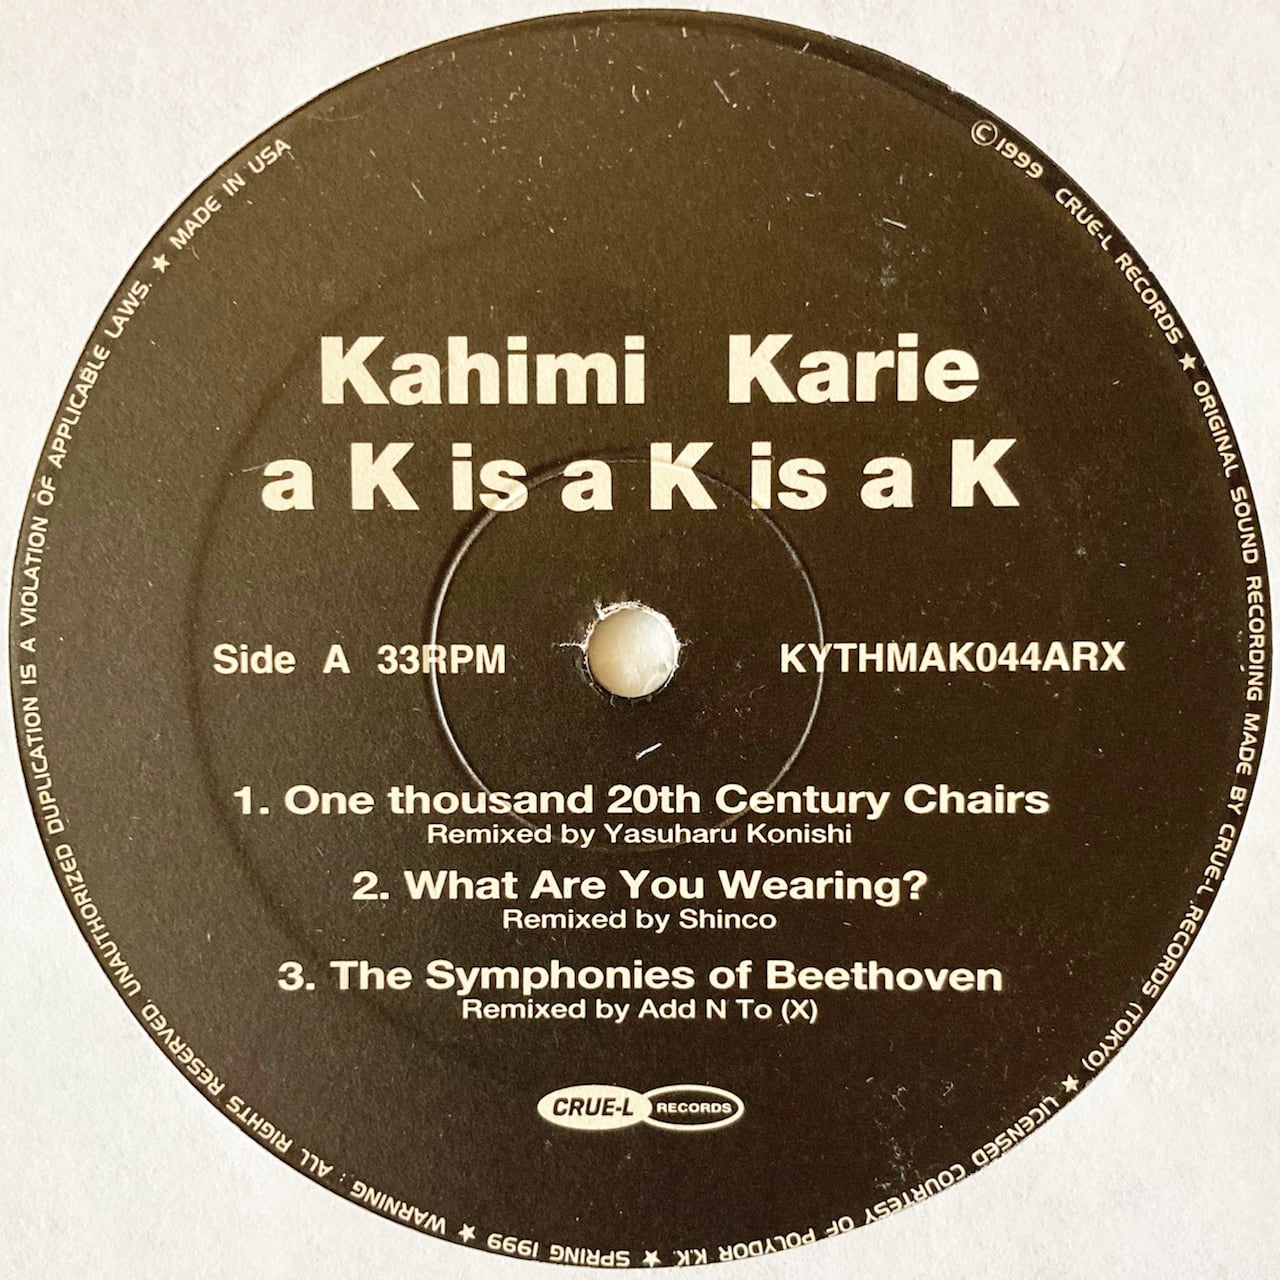 Kahimi Karie
a K is a K is a K
Side A 33RPM
KYTHMAK044ARX
1. One thousand 20th Century Chairs
Remixed by Yasuharu Konishi
2. What Are You Wearing?
Remixed by Shinco
3. The Symphonies of Beethoven
Remixed by Add N To (X)
CRUE-L RECORDS
©1999 CRUE-L RECORDS ★ ORIGINAL SOUND RECORDING MADE BY CRUE-L RECORDS (TOKYO) ★ LICENSED COURTESY OF POLYDOR K.K. ★ SPRING 1999 ★ WARNING : ALL RIGHTS RESERVED. UNAUTHORIZED DUPLICATION IS A VIOLATION OF APPLICABLE LAWS. ★ MADE IN USA